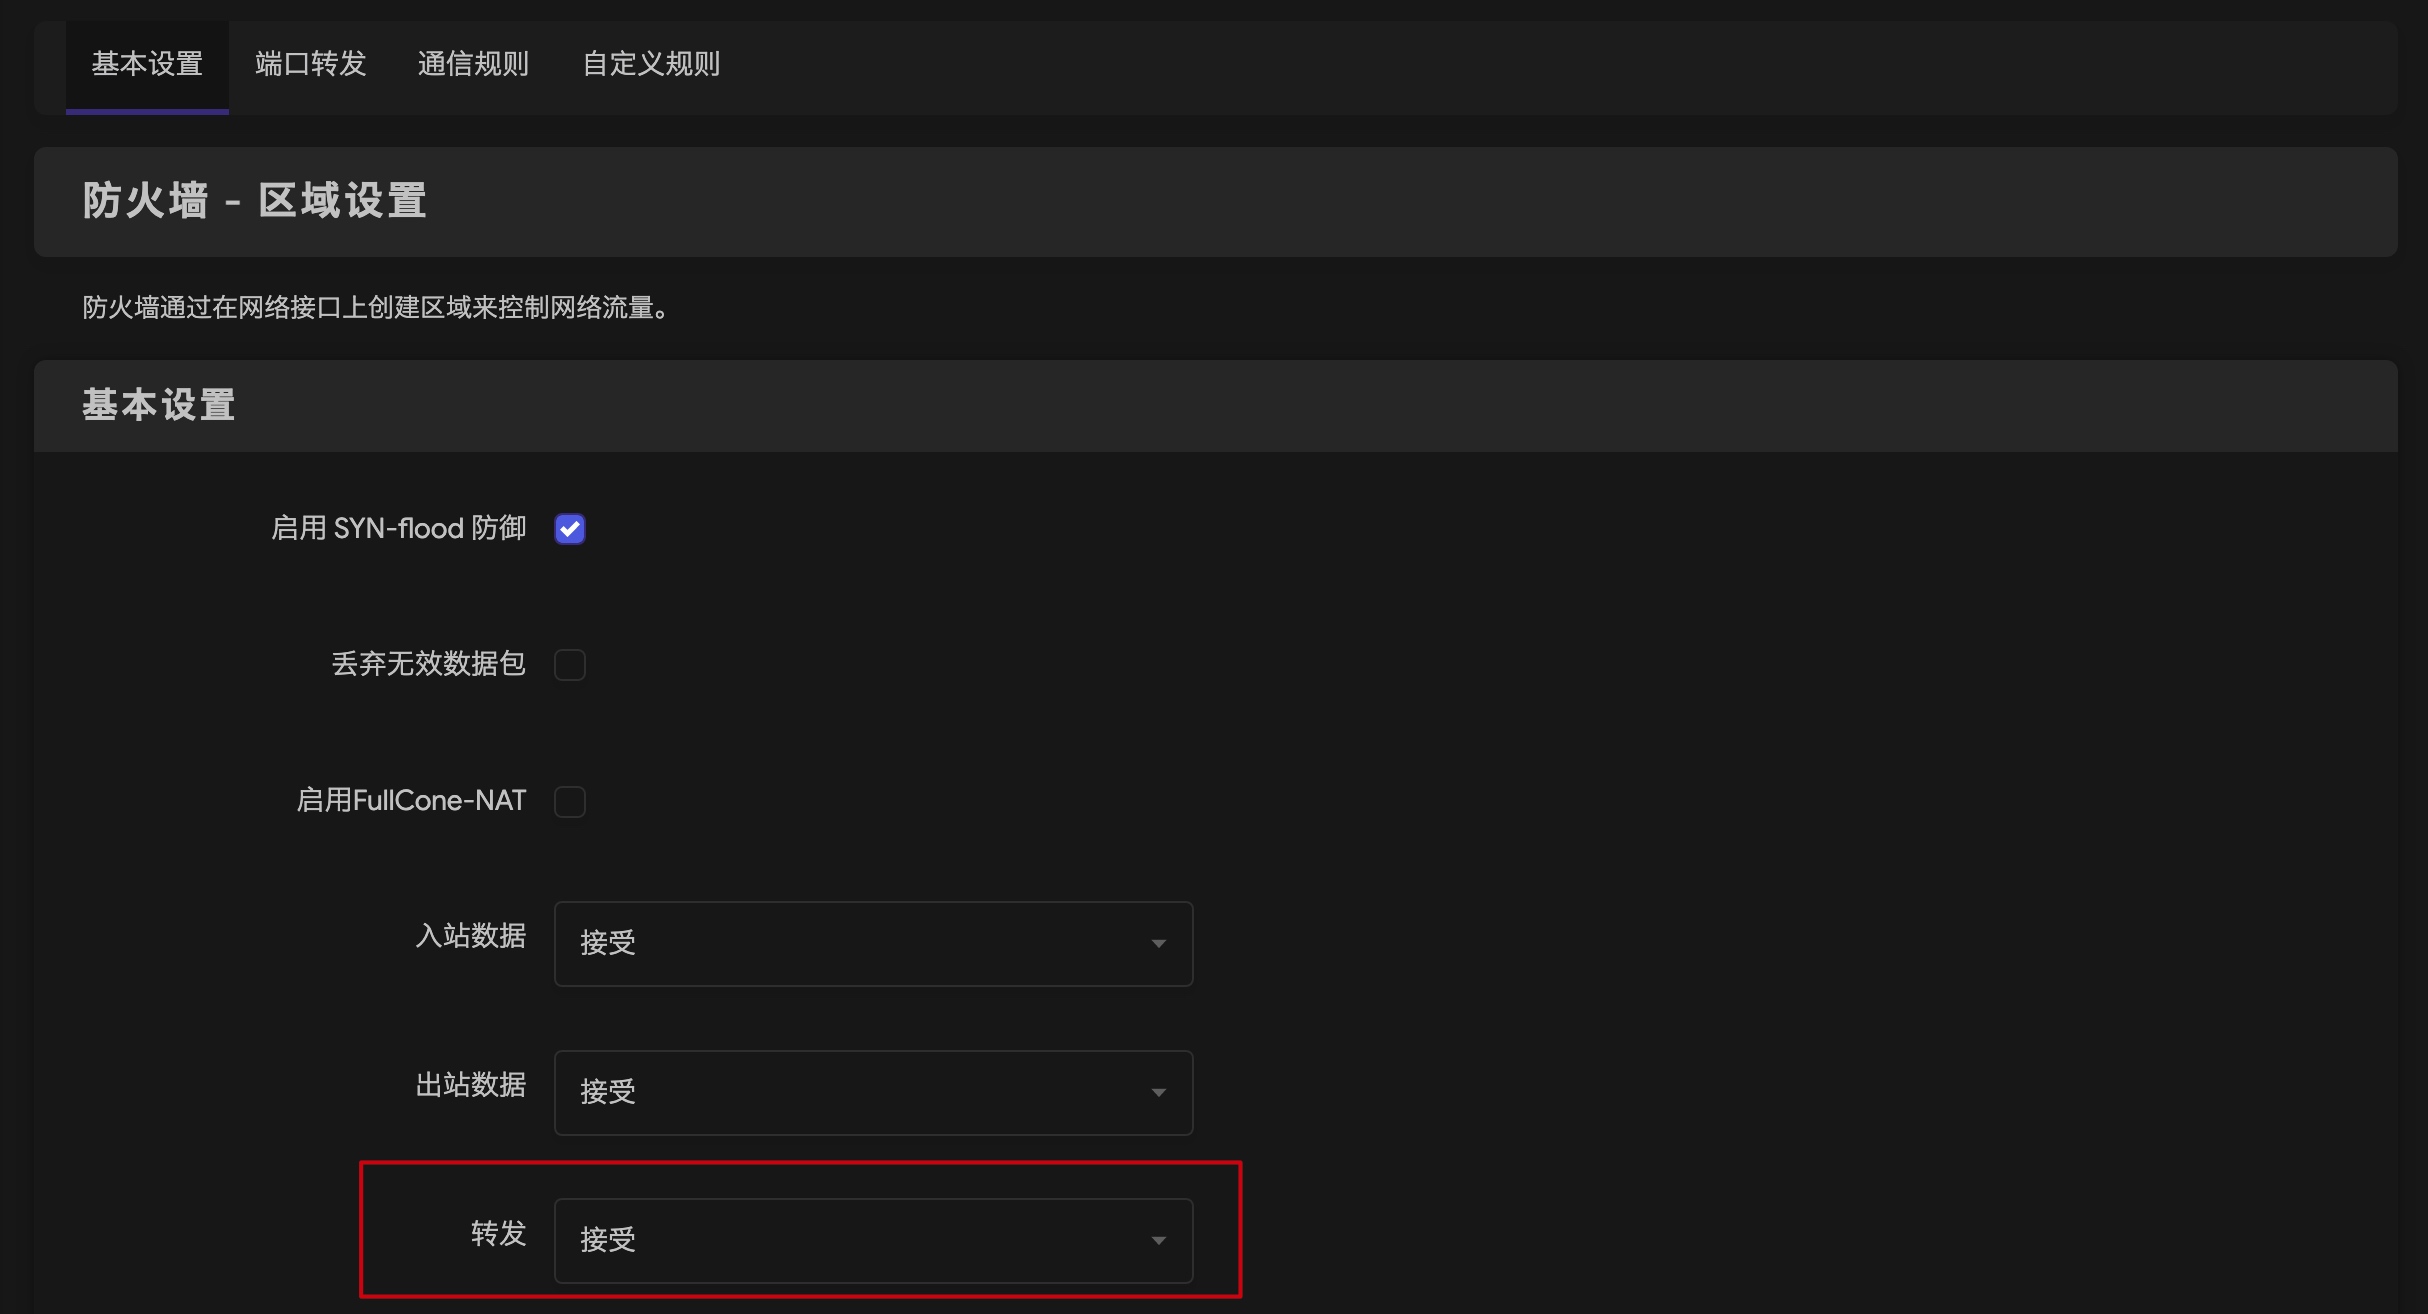 基本设置 端口转发 通信规则 自定义规则
防火墙 - 区域设置
防火墙通过在网络接口上创建区域来控制网络流量。
基本设置
启用 SYN-flood 防御
丢弃无效数据包
启用FullCone-NAT
入站数据 接受
出站数据 接受
转发 接受